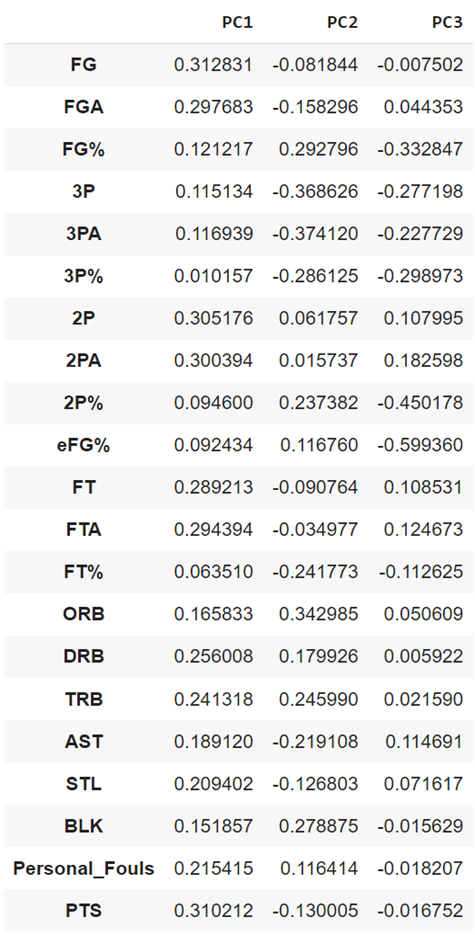 PC1 PC2 PC3
FG 0.312831 -0.081844 -0.007502
FGA 0.297683 -0.158296 0.044353
FG% 0.121217 0.292796 -0.332847
3P 0.115134 -0.368626 -0.277198
3PA 0.116939 -0.374120 -0.227729
3P% 0.010157 -0.286125 -0.298973
2P 0.305176 0.061757 0.107995
2PA 0.300394 0.015737 0.182598
2P% 0.094600 0.237382 -0.450178
eFG% 0.092434 0.116760 -0.599360
FT 0.289213 -0.090764 0.108531
FTA 0.294394 -0.034977 0.124673
FT% 0.063510 -0.241773 -0.112625
ORB 0.165833 0.342985 0.050609
DRB 0.256008 0.179926 0.005922
TRB 0.241318 0.245990 0.021590
AST 0.189120 -0.219108 0.114691
STL 0.209402 -0.126803 0.071617
BLK 0.151857 0.278875 -0.015629
Personal_Fouls 0.215415 0.116414 -0.018207
PTS 0.310212 -0.130005 -0.016752